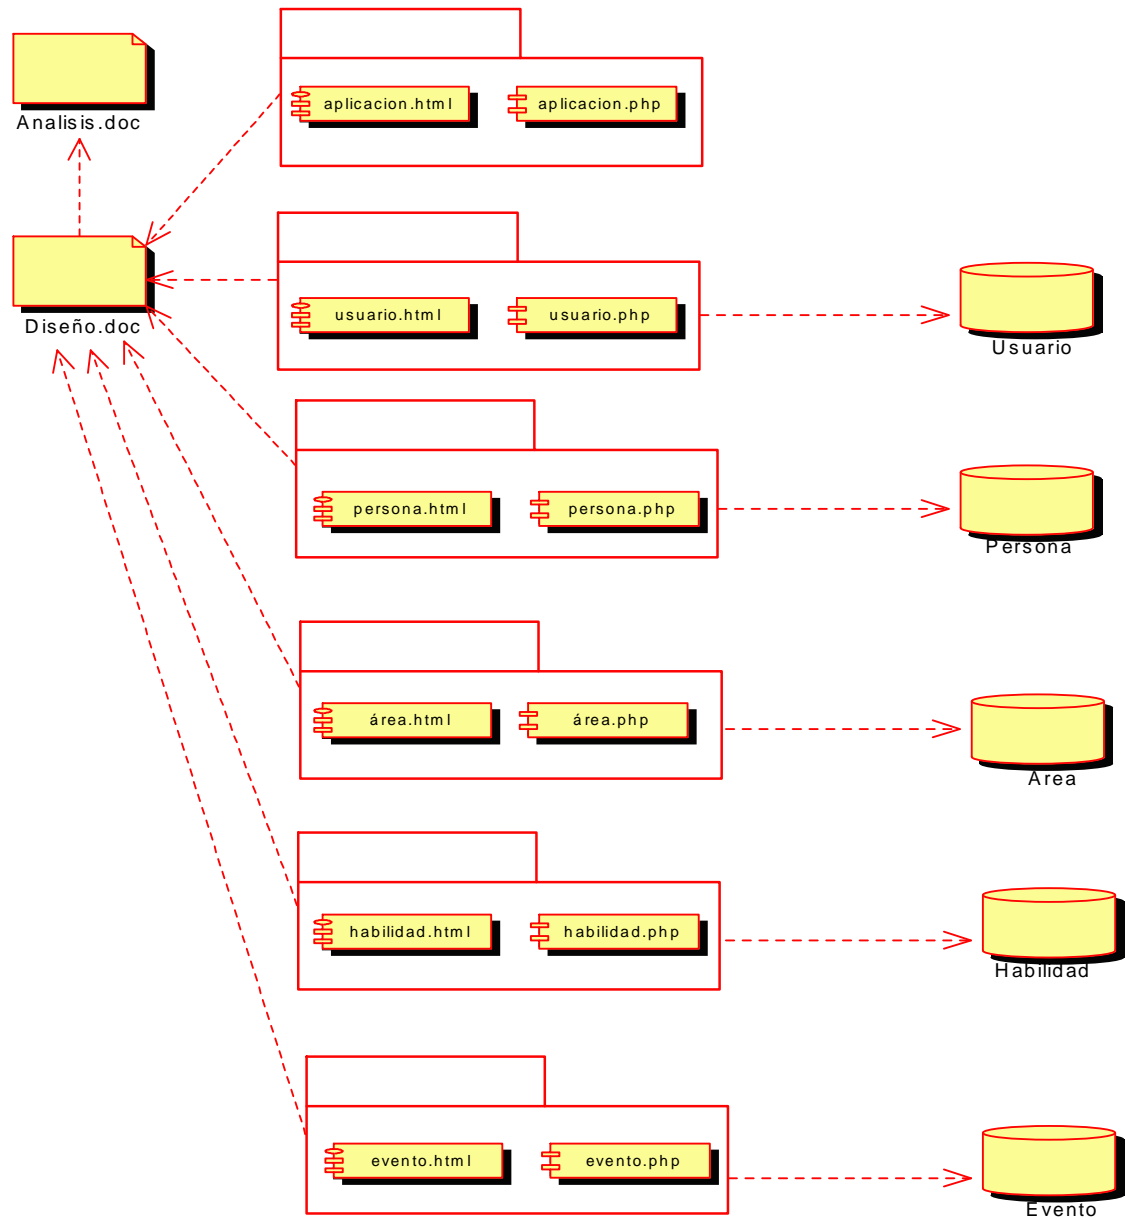 Analisis.doc
aplicacion.html
aplicacion.php
Diseño.doc
usuario.html
usuario.php
Usuario
persona.html
persona.php
Persona
área.html
área.php
Area
habilidad.html
habilidad.php
Habilidad
evento.html
evento.php
Evento